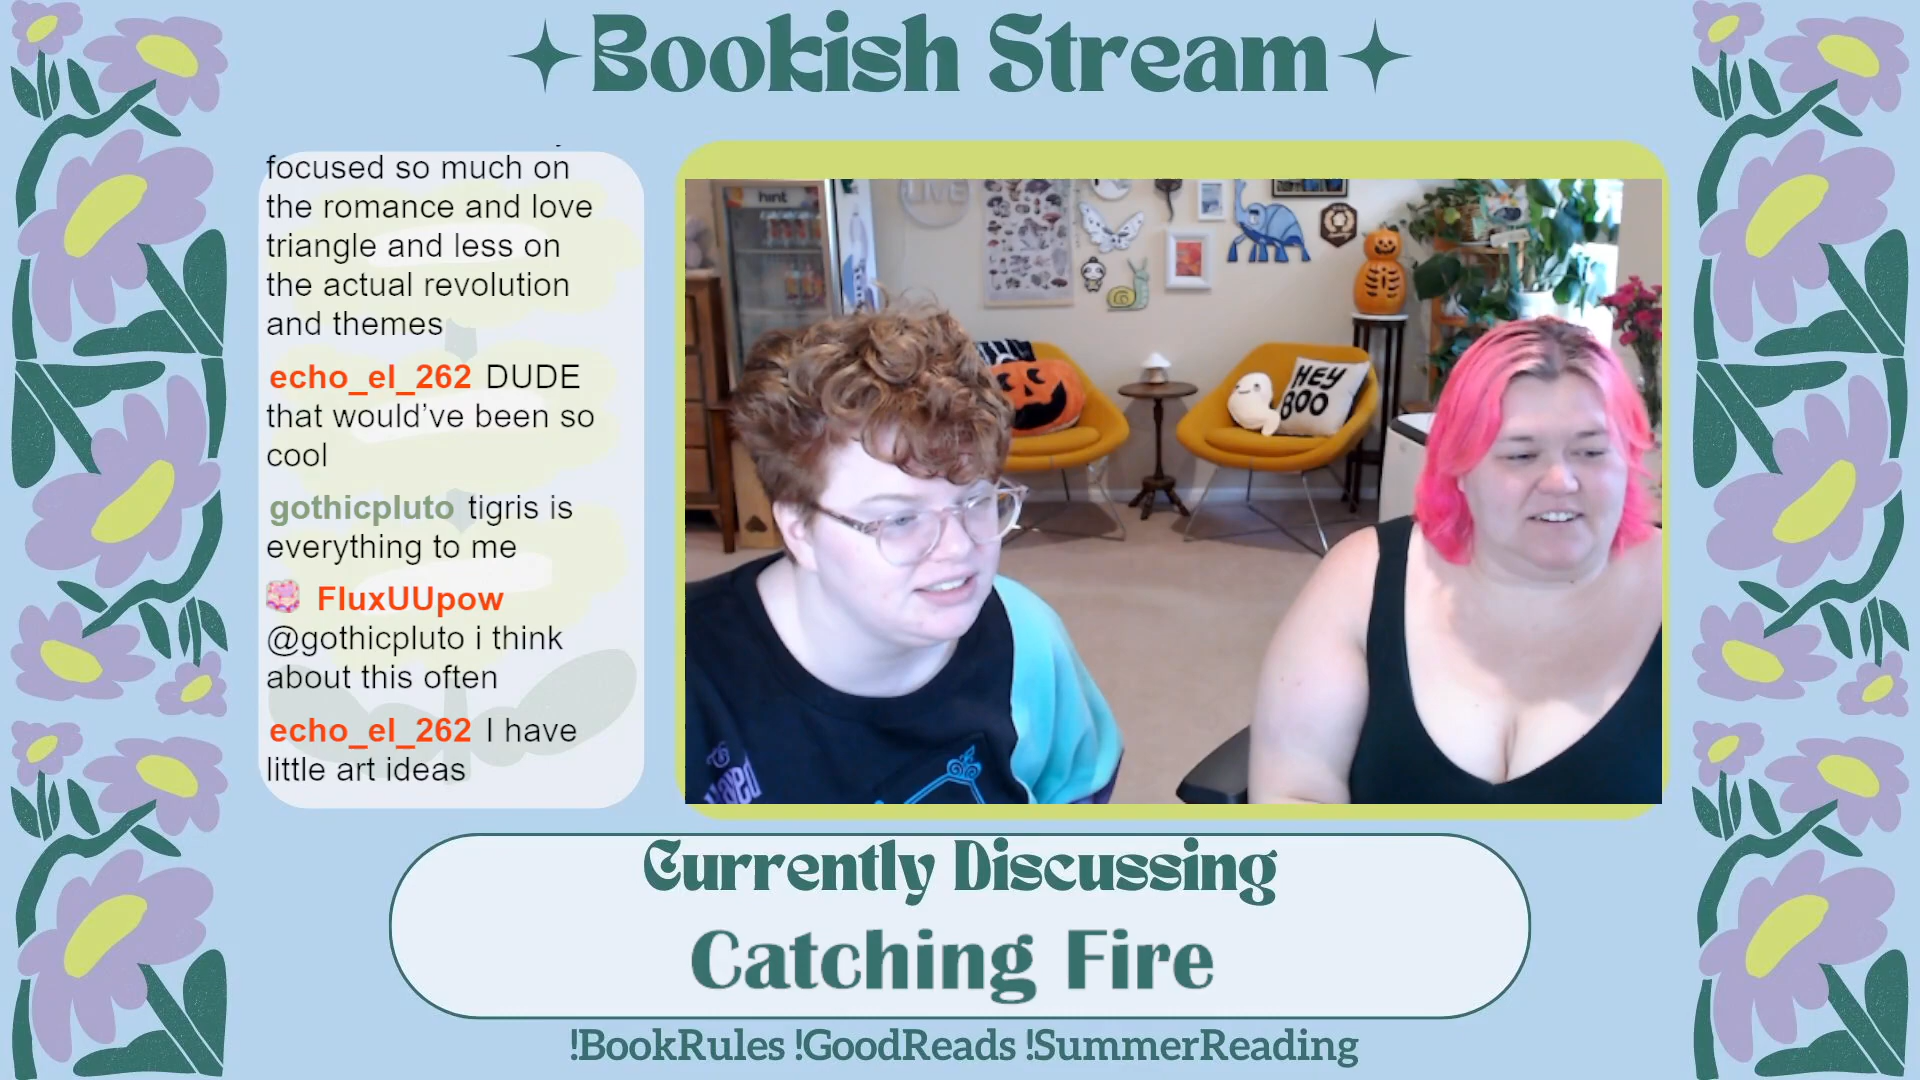 Bookish Stream
focused so much on
the romance and love
triangle and less on
the actual revolution
and themes
echo_el_262 DUDE
that would’ve been so
cool
gothicpluto tigris is
everything to me
FluxUUpow
@gothicpluto i think
about this often
echo_el_262 I have
little art ideas
hint
LIVE
HEY
BOO
Currently Discussing
Catching Fire
!BookRules !GoodReads !SummerReading